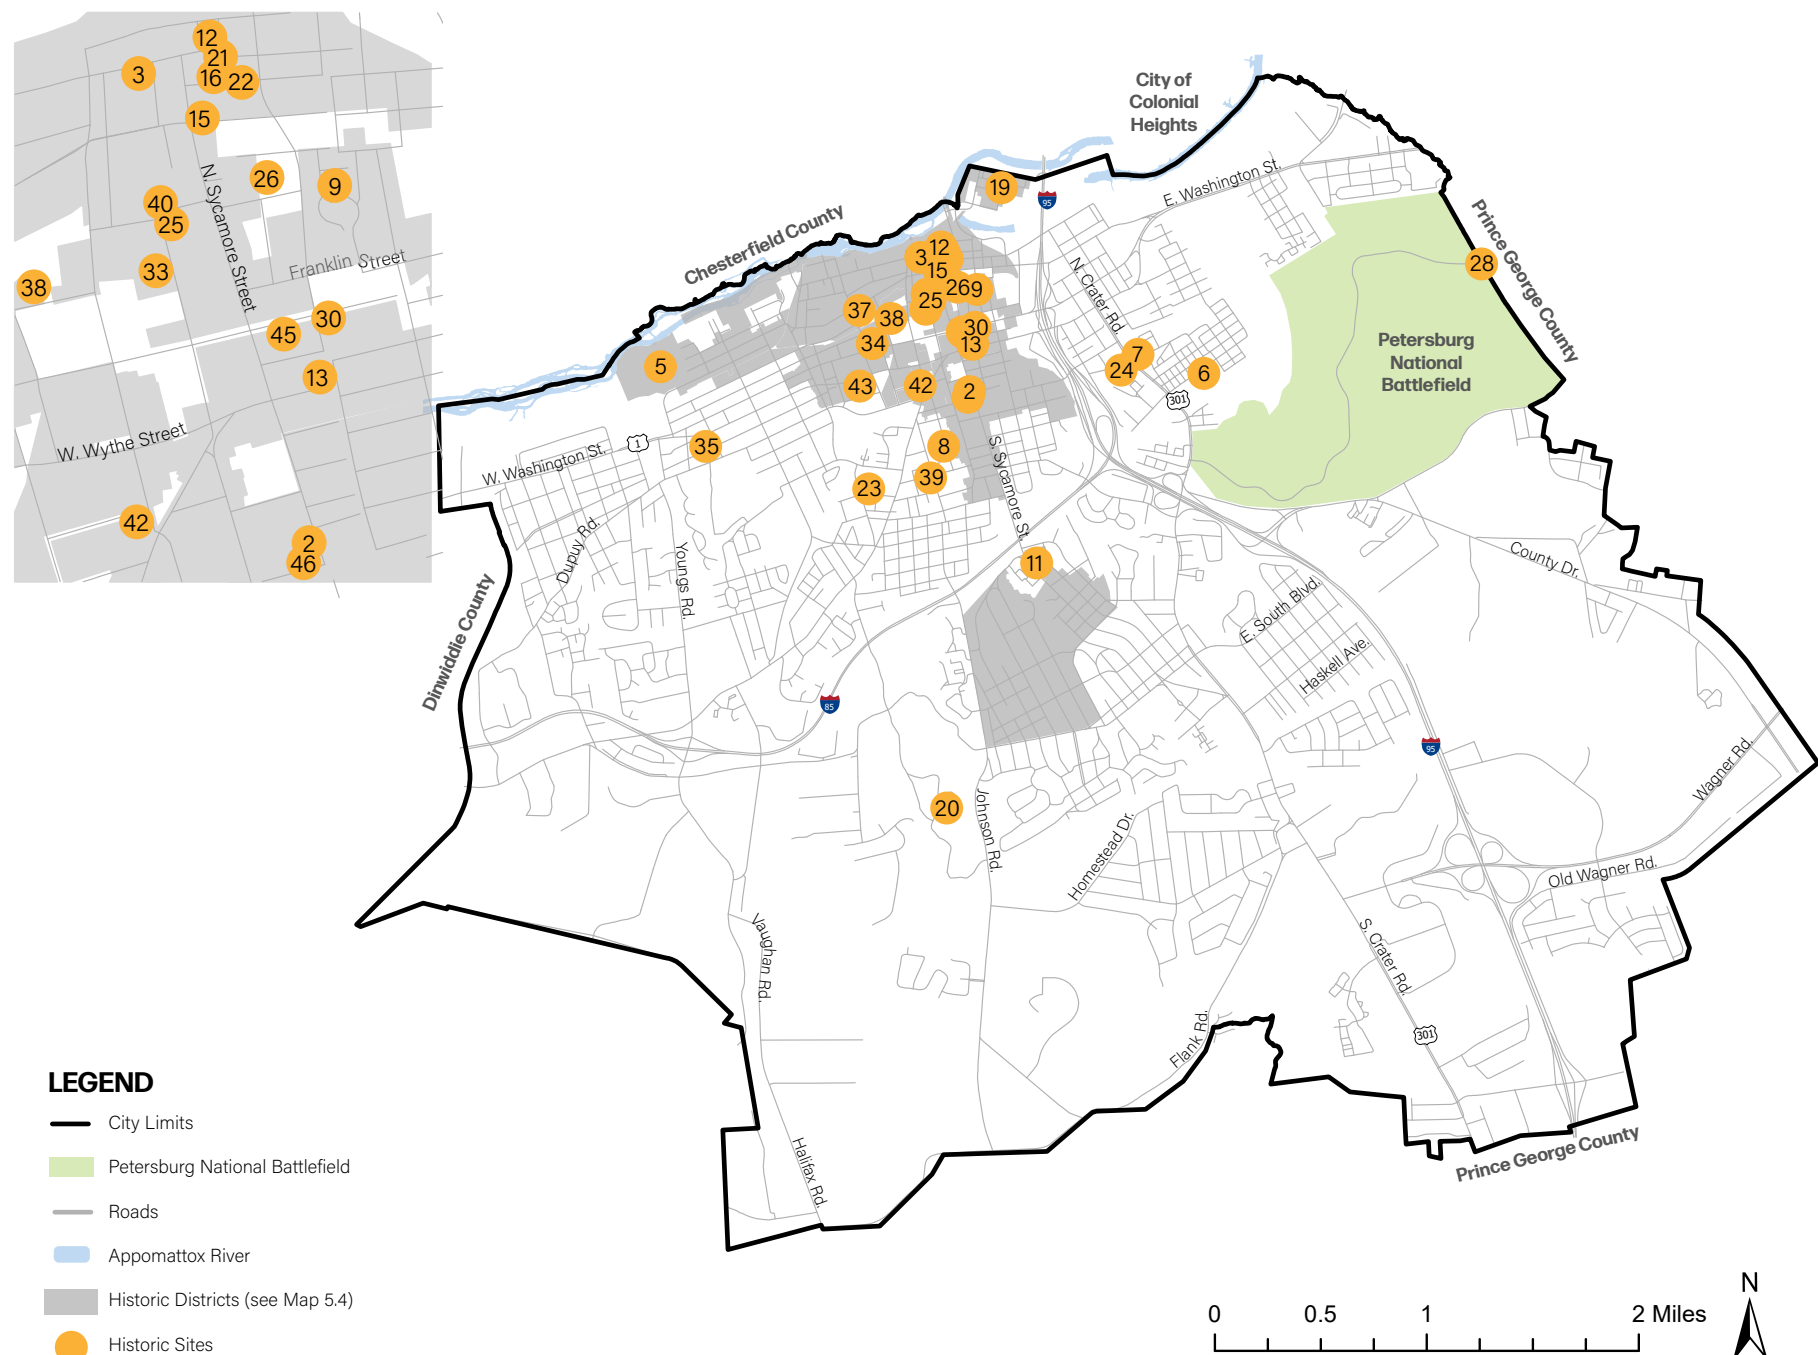 12
21
3
16
22
15
N. Sycamore Street
26
9
40
25
33
Franklin Street
38
30
45
13
W. Wythe Street
42
2
46
City of
Colonial
Heights
Chesterfield County
19
95
E. Washington St.
Prince George County
28
12
3
15
26
9
25
37
38
30
34
13
N. Crater Rd.
7
24
6
301
Petersburg
National
Battlefield
5
43
42
2
W. Washington St.
1
35
8
39
23
S. Sycamore St.
Dupuy Rd.
Youngs Rd.
11
County Dr.
Dinwiddie County
E. South Blvd.
Haskell Ave.
85
95
Wagner Rd.
20
Johnson Rd.
Homestead Dr.
Old Wagner Rd.
Vaughan Rd.
S. Crater Rd.
301
Flank Rd.
Halifax Rd.
Prince George County
LEGEND
City Limits
Petersburg National Battlefield
Roads
Appomattox River
Historic Districts (see Map 5.4)
Historic Sites
0 0.5 1 2 Miles
N